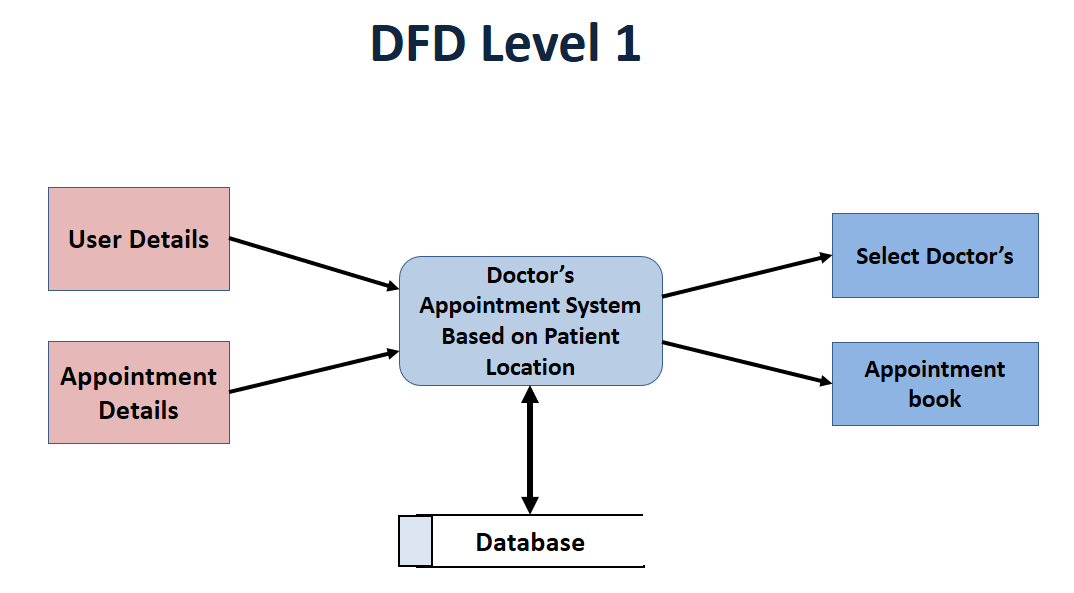 DFD Level 1
User Details
Appointment
Details
Doctor’s
Appointment System
Based on Patient
Location
Select Doctor’s
Appointment
book
Database